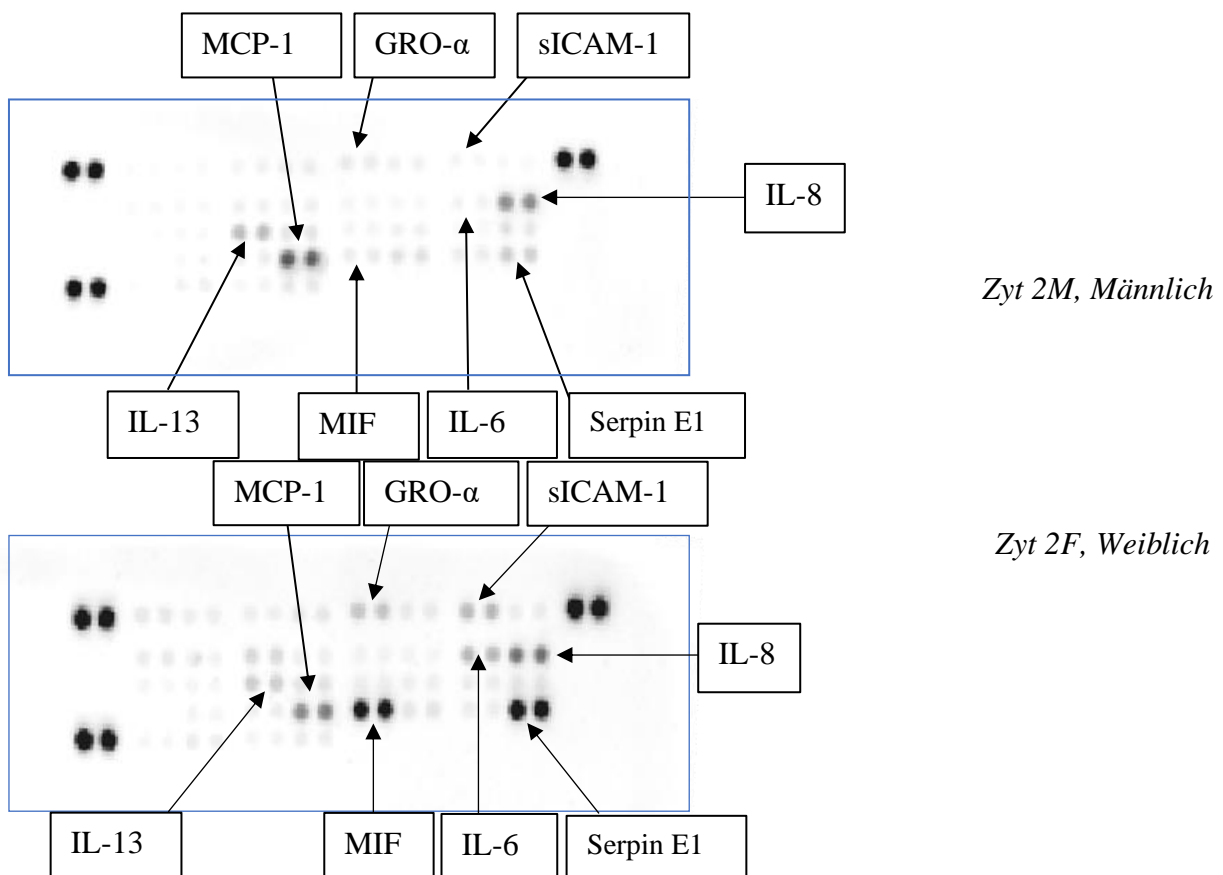 MCP-1
GRO-α
sICAM-1
IL-8
Zyt 2M, Männlich
IL-13
MIF
IL-6
Serpin E1
MCP-1
GRO-α
sICAM-1
Zyt 2F, Weiblich
IL-8
IL-13
MIF
IL-6
Serpin E1